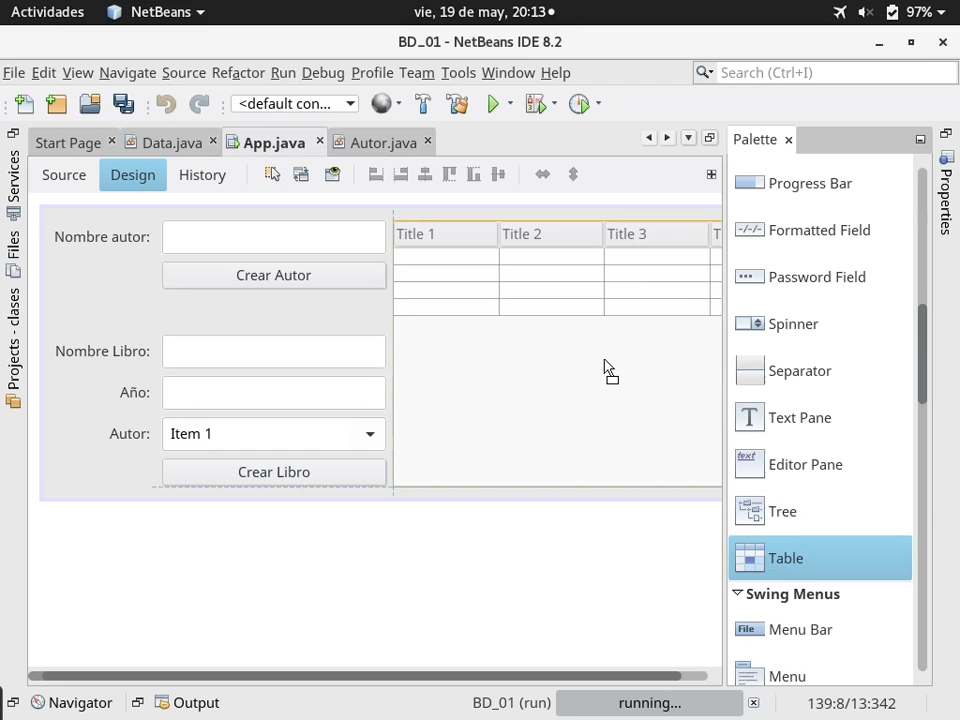 Actividades NetBeans vie, 19 de may, 20:13 97%
BD_01 - NetBeans IDE 8.2
File Edit View Navigate Source Refactor Run Debug Profile Team Tools Window Help Search (Ctrl+I)
<default con...
Start Page Data.java App.java Autor.java
Source Design History
Nombre autor:
Crear Autor
Nombre Libro:
Año:
Autor: Item 1
Crear Libro
Title 1 Title 2 Title 3 T
Palette
Progress Bar
Formatted Field
Password Field
Spinner
Separator
T Text Pane
text Editor Pane
Tree
Table
Swing Menus
File Menu Bar
Menu
Services
Files
Projects - clases
Properties
Navigator Output BD_01 (run) running... 139:8/13:342